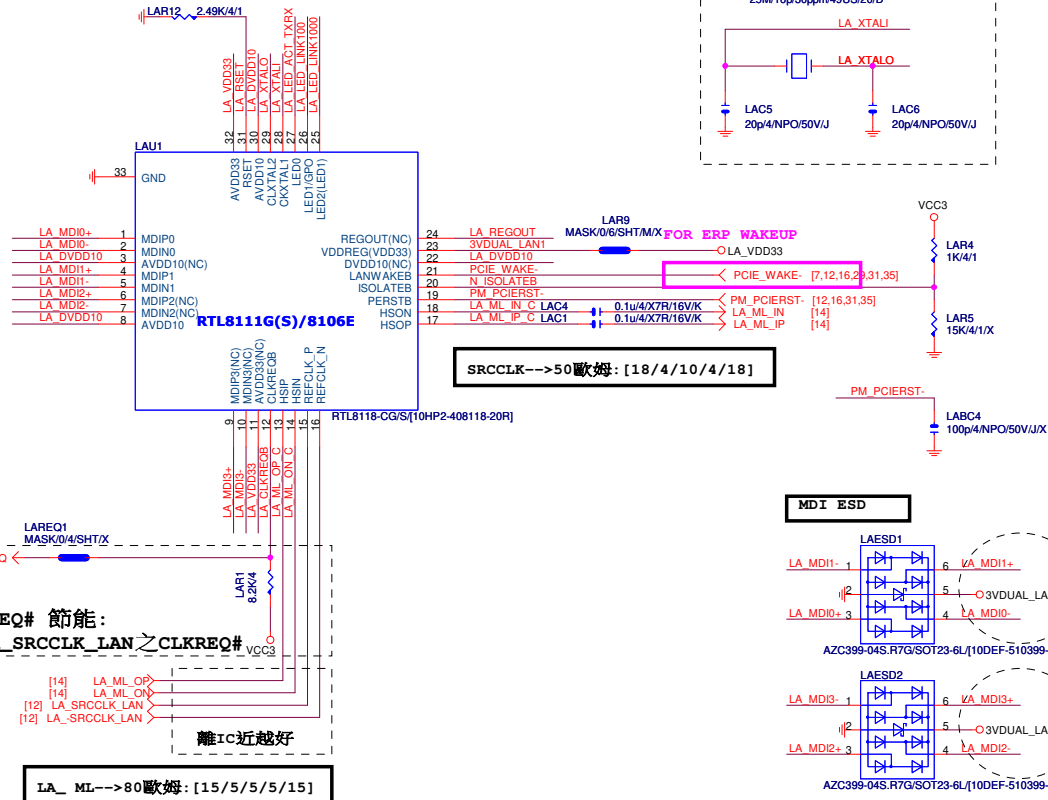 LAR12 2.49K/4/1
LA_VDD33
LA_RSET
LA_DVDD10
LA_XTALO
LA_XTALI
LA_LED_ACT_TXRX
LA_LED_LINK100
LA_LED_LINK1000
32 31 30 29 28 27 26 25
LAU1
AVDD33
RSET
AVDD10
CLXTAL2
CKXTAL1
LED0
LED1/GPO
LED2(LED1)
33 GND
LA_MDI0+ 1 MDIP0
LA_MDI0- 2 MDIN0
LA_DVDD10 3 AVDD10(NC)
LA_MDI1+ 4 MDIP1
LA_MDI1- 5 MDIN1
LA_MDI2+ 6 MDIP2(NC)
LA_MDI2- 7 MDIN2(NC)
LA_DVDD10 8 AVDD10
RTL8111G(S)/8106E
REGOUT(NC) 24 LA_REGOUT
VDDREG(VDD33) 23 3VDUAL_LAN1
DVDD10(NC) 22 LA_DVDD10
LANWAKEB 21 PCIE_WAKE-
ISOLATEB 20 N_ISOLATEB
PERSTB 19 PM_PCIERST-
HSON 18 LA_ML_IN_C LAC4 0.1u/4/X7R/16V/K
HSOP 17 LA_ML_IP_C LAC1 0.1u/4/X7R/16V/K
LAR9
MASK/0/6/SHT/M/X
FOR ERP WAKEUP
LA_VDD33
PCIE_WAKE- [7,12,16,29,31,35]
PM_PCIERST- [12,16,31,35]
LA_ML_IN [14]
LA_ML_IP [14]
MDIP3(NC)
MDIN3(NC)
AVDD33(NC)
CLKREQB
HSIP
HSIN
REFCLK_P
REFCLK_N
9 10 11 12 13 14 15 16
RTL8118-CG/S/[10HP2-408118-20R]
LA_MDI3+
LA_MDI3-
LA_VDD33
LA_CLKREQB
LA_ML_OP_C
LA_ML_ON_C
SRCCLK-->50歐姆:[18/4/10/4/18]
LA_XTALI
LA_XTALO
LAC5
20p/4/NPO/50V/J
LAC6
20p/4/NPO/50V/J
VCC3
LAR4
1K/4/1
LAR5
15K/4/1/X
PM_PCIERST-
LABC4
100p/4/NPO/50V/J/X
LAREQ1
MASK/0/4/SHT/X
Q
LAR1
8.2K/4
EQ# 節能:
_SRCCLK_LAN之CLKREQ#
VCC3
[14] LA_ML_OP
[14] LA_ML_ON
[12] LA_SRCCLK_LAN
[12] LA_-SRCCLK_LAN
離IC近越好
LA_ ML-->80歐姆:[15/5/5/5/15]
MDI ESD
LAESD1
LA_MDI1- 1
2
LA_MDI0+ 3
6 LA_MDI1+
5 3VDUAL_LA
4 LA_MDI0-
AZC399-04S.R7G/SOT23-6L/[10DEF-510399-
LAESD2
LA_MDI3- 1
2
LA_MDI2+ 3
6 LA_MDI3+
5 3VDUAL_LA
4 LA_MDI2-
AZC399-04S.R7G/SOT23-6L/[10DEF-510399-